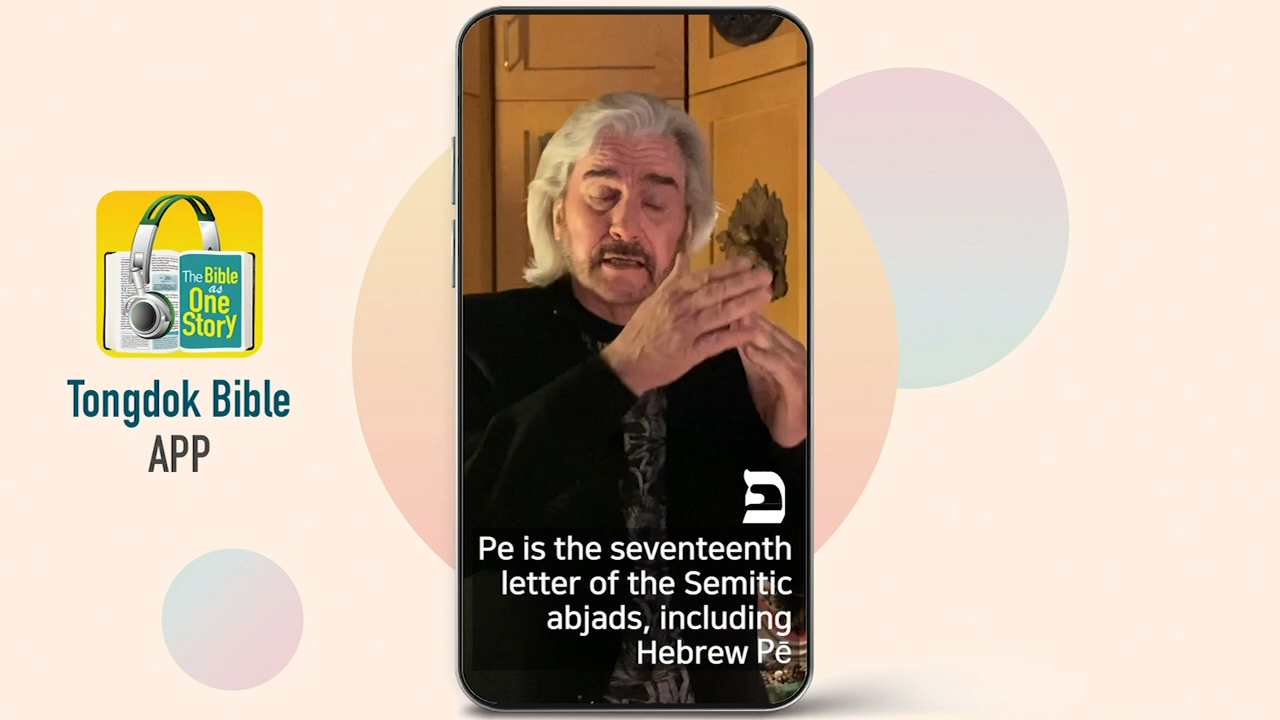 The Bible
as
One
Story
Tongdok Bible
APP
פ
Pe is the seventeenth
letter of the Semitic
abjads, including
Hebrew Pē